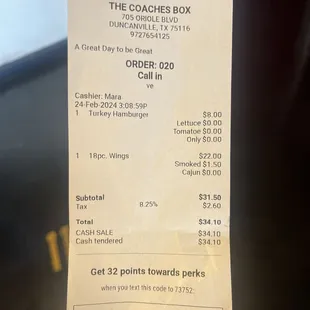 THE COACHES BOX
705 ORIOLE BLVD
DUNCANVILLE, TX 75116
9727654125
A Great Day to be Great
ORDER: 020
Call in
ve
Cashier: Mara
24-Feb-2024 3:08:59P
1 Turkey Hamburger $8.00
Lettuce $0.00
Tomatoe $0.00
Only $0.00
1 18pc. Wings $22.00
Smoked $1.50
Cajun $0.00
Subtotal $31.50
Tax 8.25% $2.60
Total $34.10
CASH SALE $34.10
Cash tendered $34.10
Get 32 points towards perks
when you text this code to 73752: